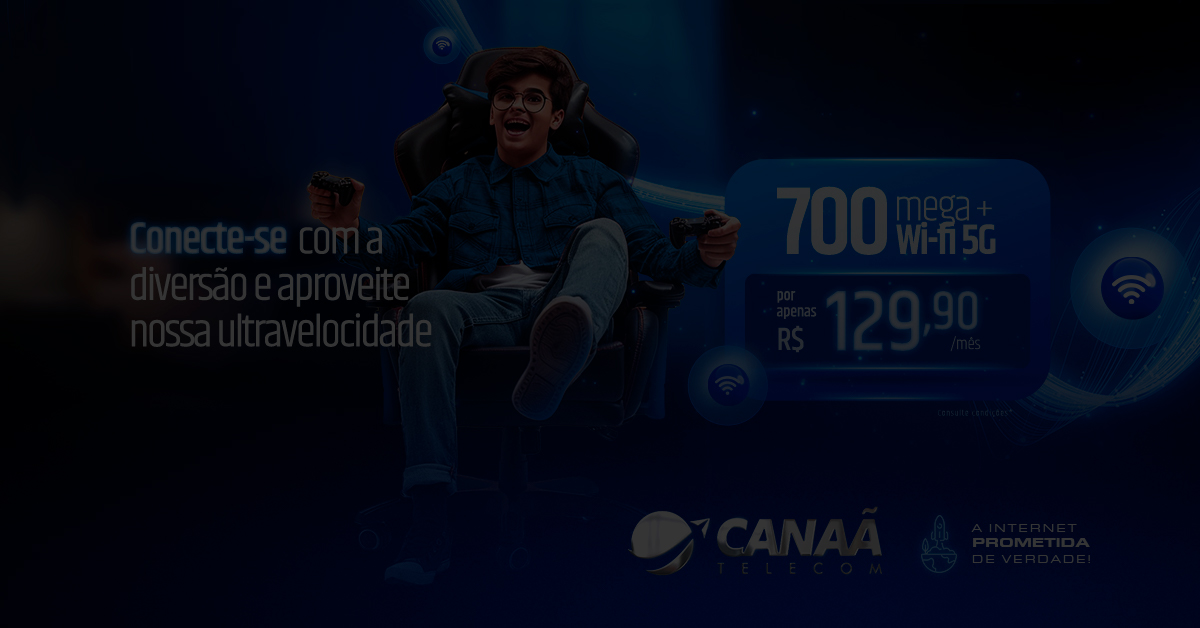 Conecte-se com a
diversão e aproveite
nossa ultravelocidade
700 mega +
Wi-fi 5G
por
apenas
R$ 129,90
/mês
consulte condições*
CANAÃ
TELECOM
A INTERNET
PROMETIDA
DE VERDADE!